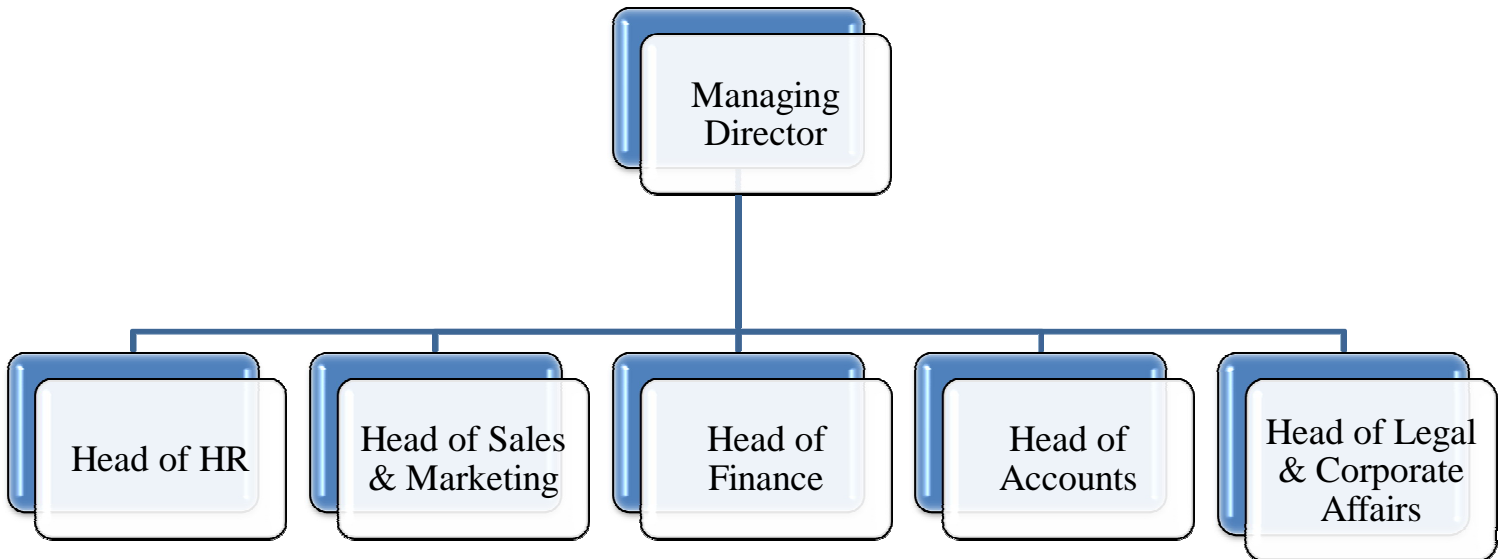 Managing
Director
Head of HR
Head of Sales
& Marketing
Head of
Finance
Head of
Accounts
Head of Legal
& Corporate
Affairs